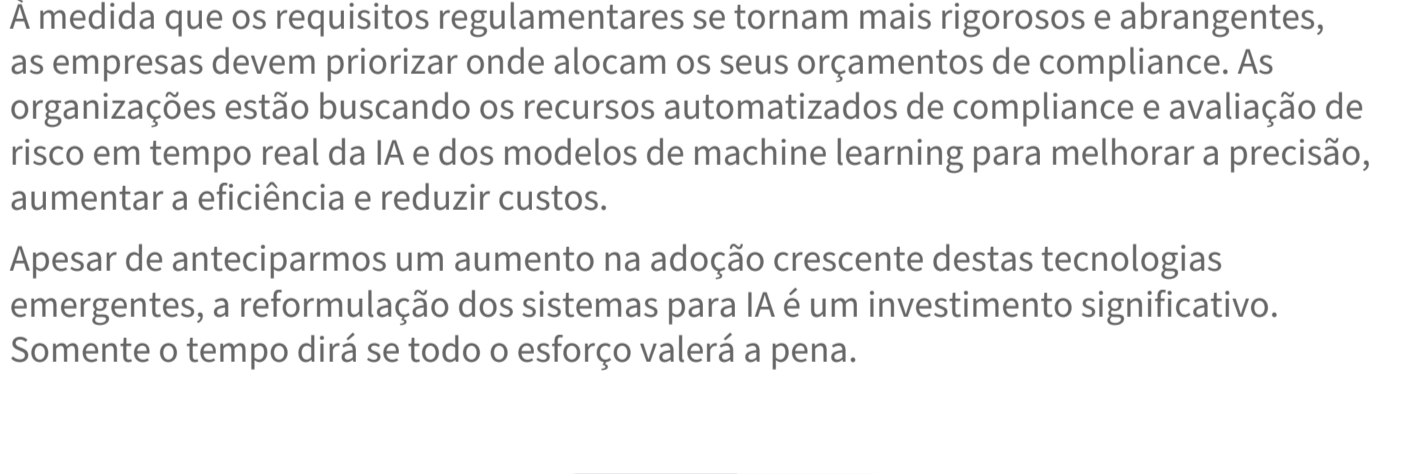 À medida que os requisitos regulamentares se tornam mais rigorosos e abrangentes,
as empresas devem priorizar onde alocam os seus orçamentos de compliance. As
organizações estão buscando os recursos automatizados de compliance e avaliação de
risco em tempo real da IA e dos modelos de machine learning para melhorar a precisão,
aumentar a eficiência e reduzir custos.
Apesar de anteciparmos um aumento na adoção crescente destas tecnologias
emergentes, a reformulação dos sistemas para IA é um investimento significativo.
Somente o tempo dirá se todo o esforço valerá a pena.